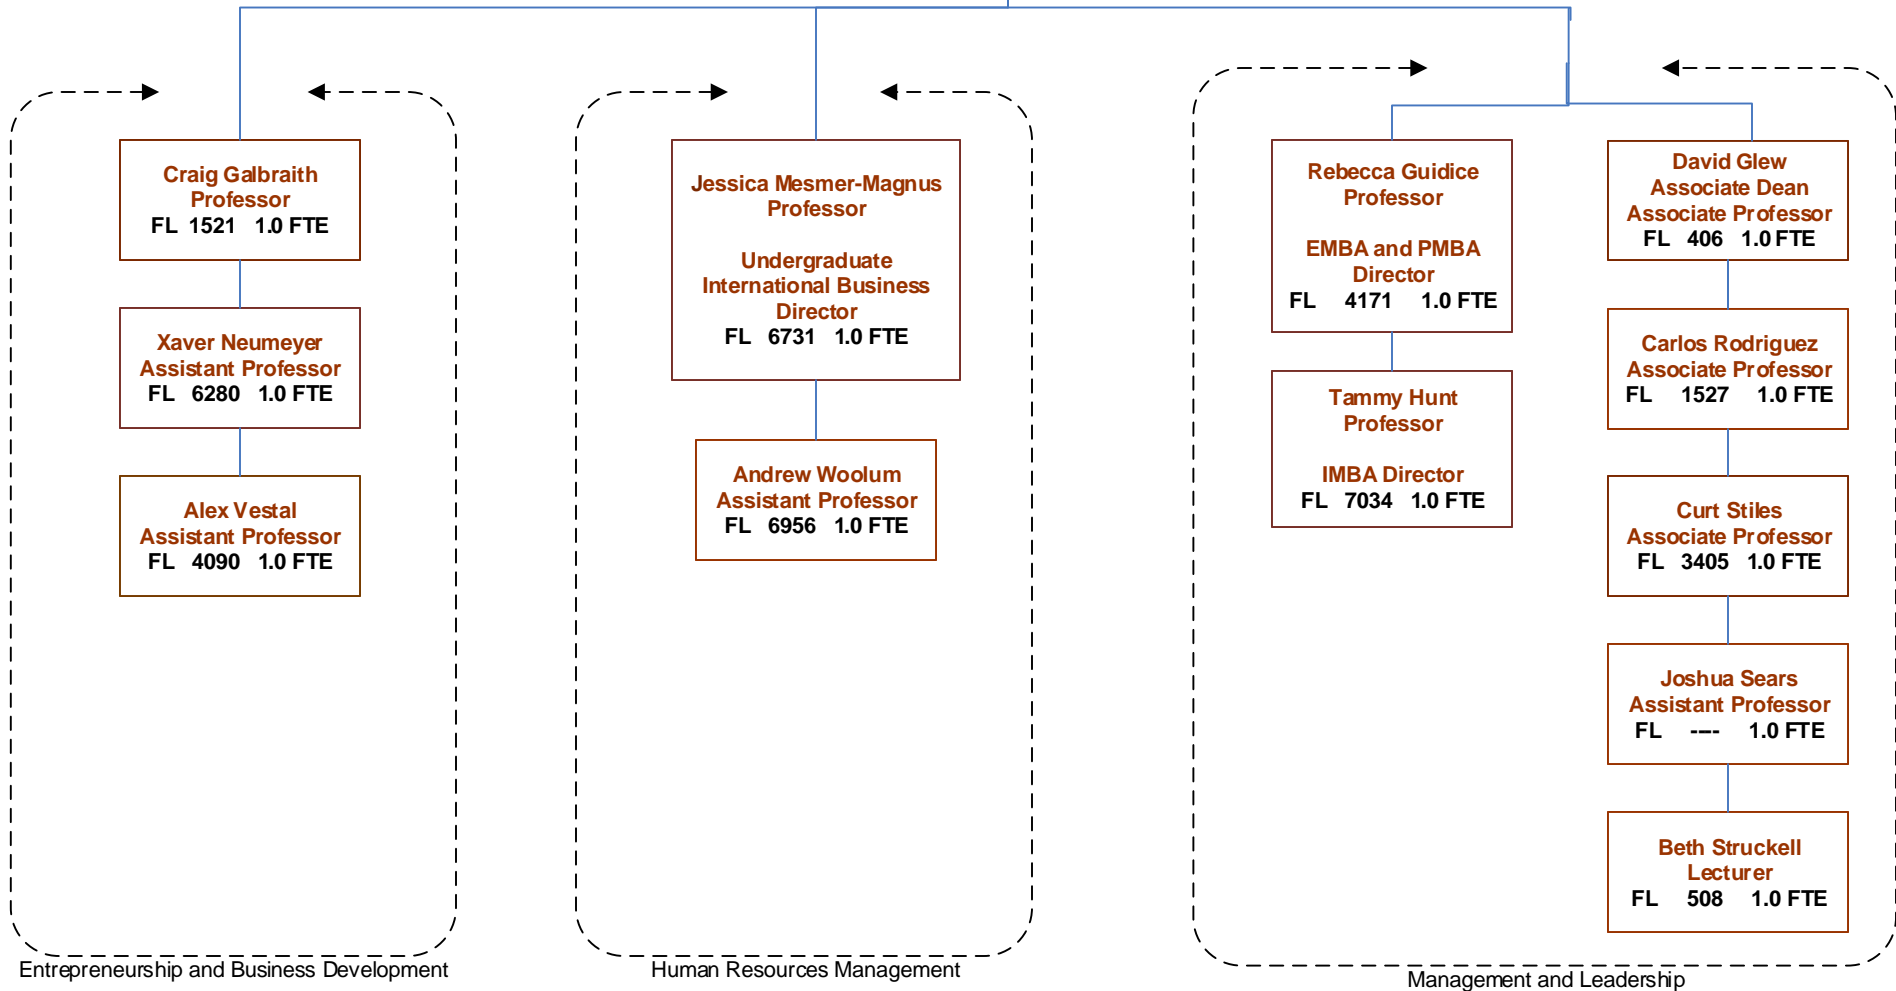 Craig Galbraith
Professor
FL 1521 1.0 FTE
Xaver Neumeyer
Assistant Professor
FL 6280 1.0 FTE
Alex Vestal
Assistant Professor
FL 4090 1.0 FTE
Entrepreneurship and Business Development
Jessica Mesmer-Magnus
Professor
Undergraduate
International Business
Director
FL 6731 1.0 FTE
Andrew Woolum
Assistant Professor
FL 6956 1.0 FTE
Human Resources Management
Rebecca Guidice
Professor
EMBA and PMBA
Director
FL 4171 1.0 FTE
Tammy Hunt
Professor
IMBA Director
FL 7034 1.0 FTE
David Glew
Associate Dean
Associate Professor
FL 406 1.0 FTE
Carlos Rodriguez
Associate Professor
FL 1527 1.0 FTE
Curt Stiles
Associate Professor
FL 3405 1.0 FTE
Joshua Sears
Assistant Professor
FL ---- 1.0 FTE
Beth Struckell
Lecturer
FL 508 1.0 FTE
Management and Leadership